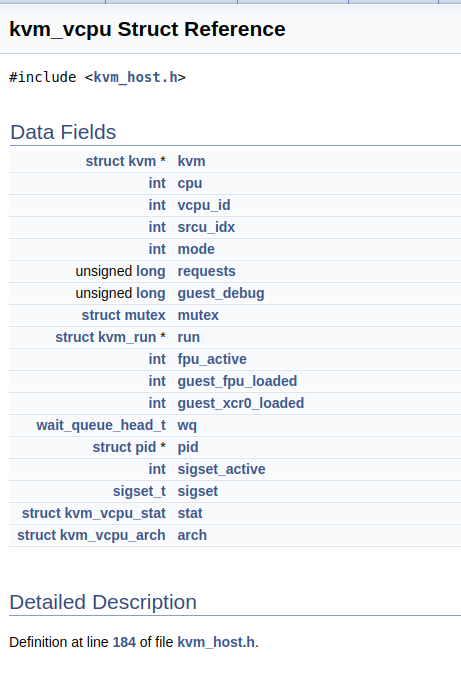 kvm_vcpu Struct Reference
#include <kvm_host.h>
Data Fields
struct kvm * kvm
int cpu
int vcpu_id
int srcu_idx
int mode
unsigned long requests
unsigned long guest_debug
struct mutex mutex
struct kvm_run * run
int fpu_active
int guest_fpu_loaded
int guest_xcr0_loaded
wait_queue_head_t wq
struct pid * pid
int sigset_active
sigset_t sigset
struct kvm_vcpu_stat stat
struct kvm_vcpu_arch arch
Detailed Description
Definition at line 184 of file kvm_host.h.